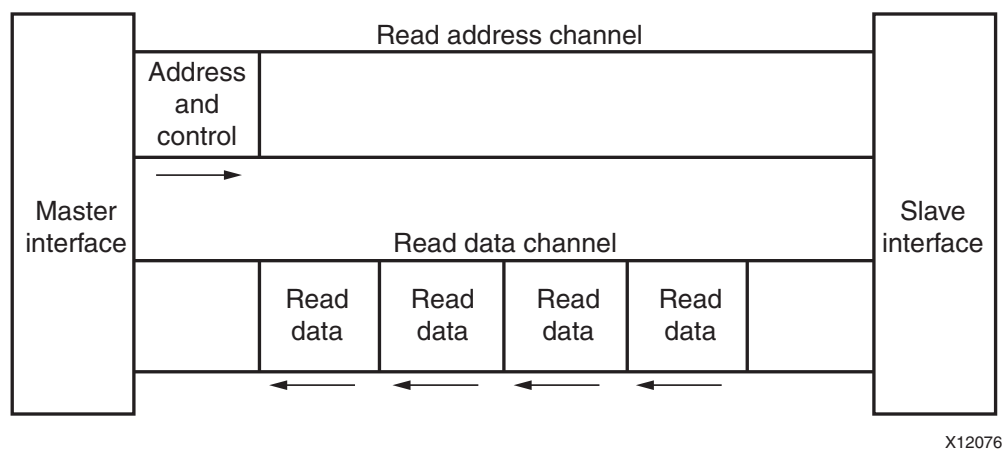 Read address channel
Address
and
control
Master
interface
Slave
interface
Read data channel
Read
data
Read
data
Read
data
Read
data
X12076